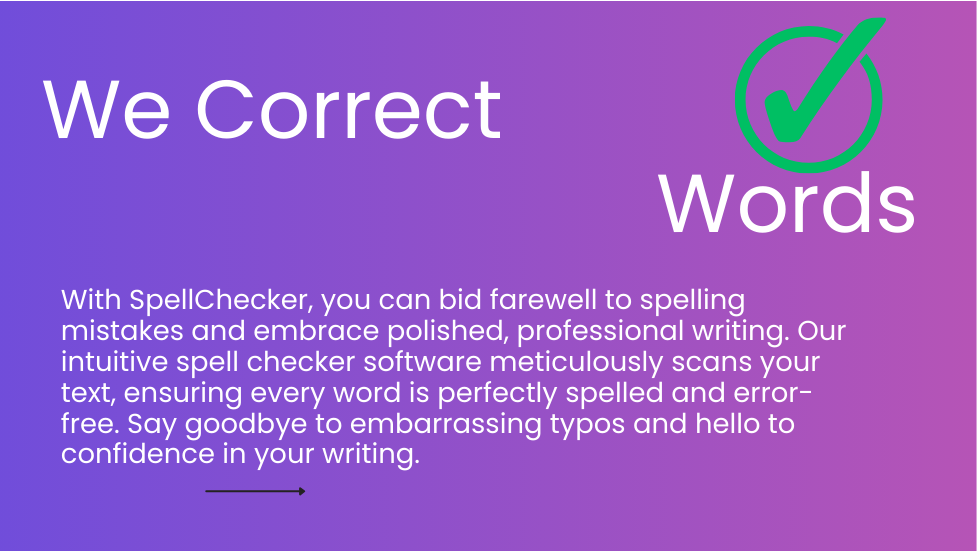 We Correct
Words
With SpellChecker, you can bid farewell to spelling
mistakes and embrace polished, professional writing. Our
intuitive spell checker software meticulously scans your
text, ensuring every word is perfectly spelled and error-
free. Say goodbye to embarrassing typos and hello to
confidence in your writing.